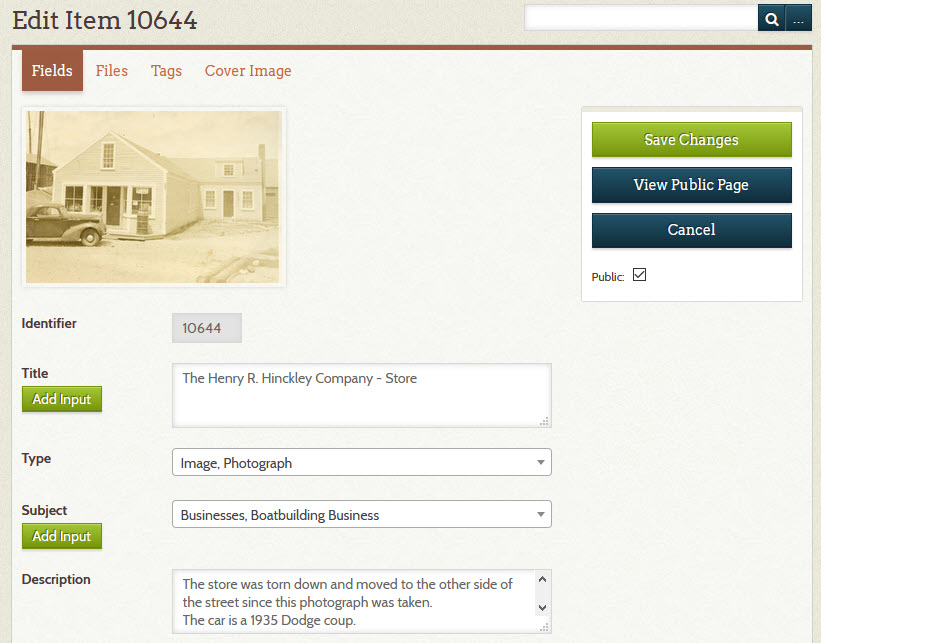 Edit Item 10644
...
Fields Files Tags Cover Image
Save Changes
View Public Page
Cancel
Public:
Identifier
10644
Title
Add Input
The Henry R. Hinckley Company - Store
Type
Image, Photograph
Subject
Add Input
Businesses, Boatbuilding Business
Description
The store was torn down and moved to the other side of
the street since this photograph was taken.
The car is a 1935 Dodge coup.